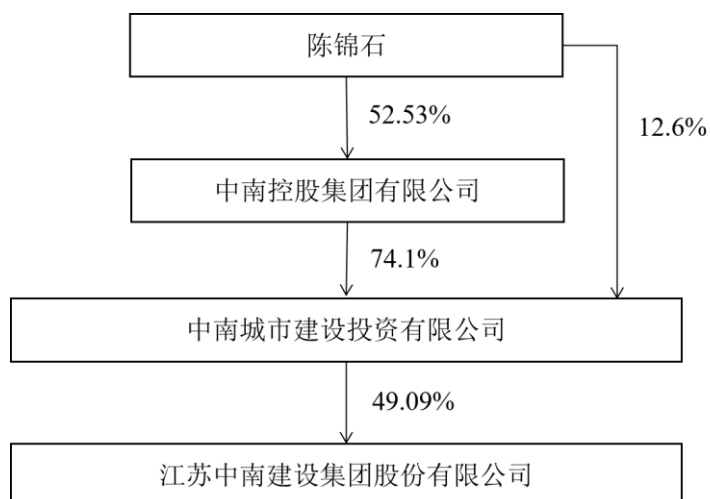 陈锦石
52.53%
12.6%
中南控股集团有限公司
74.1%
中南城市建设投资有限公司
49.09%
江苏中南建设集团股份有限公司